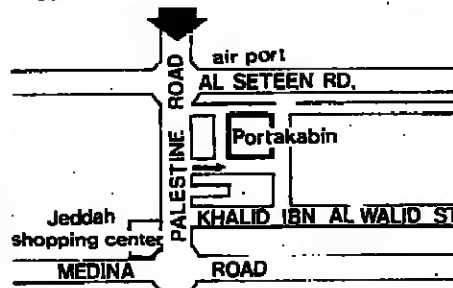 air port
AL SETEEN RD.
PALESTINE ROAD
Portakabin
Jeddah
shopping center
KHALID IBN AL WALID ST
MEDINA ROAD